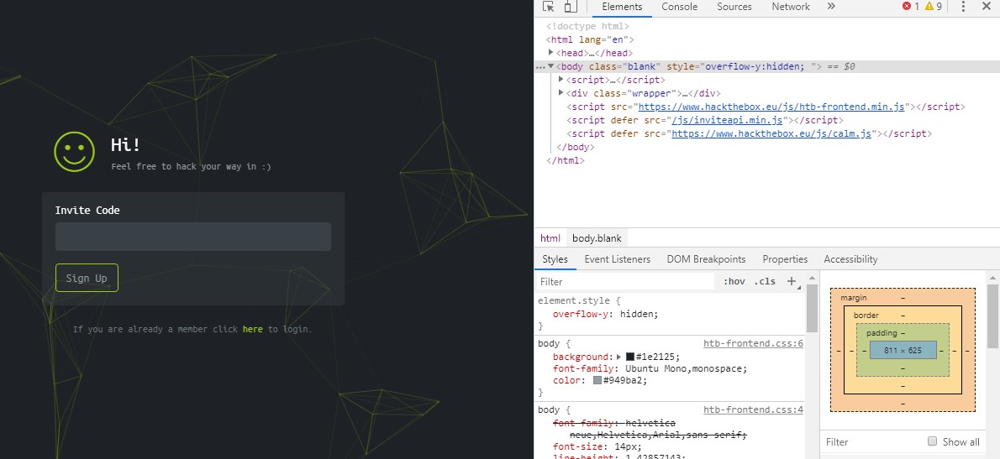 Hi!
Feel free to hack your way in :)
Invite Code
Sign Up
If you are already a member click here to login.
Elements Console Sources Network » 1 9
<!doctype html>
<html lang="en">
<head>…</head>
…<body class="blank" style="overflow-y:hidden; "> == $0
<script>…</script>
<div class="wrapper">…</div>
<script src="https://www.hackthebox.eu/js/htb-frontend.min.js"></script>
<script defer src="/js/inviteapi.min.js"></script>
<script defer src="https://www.hackthebox.eu/js/calm.js"></script>
</body>
</html>
html body.blank
Styles Event Listeners DOM Breakpoints Properties Accessibility
Filter :hov .cls +
element.style {
overflow-y: hidden;
}
body { htb-frontend.css:6
background: #1e2125;
font-family: Ubuntu Mono,monospace;
color: #949ba2;
}
body { htb-frontend.css:4
font-family: helvetica
neue,Helvetica,Arial,sans-serif;
font-size: 14px;
line-height: 1.42857143;
margin –
border –
padding –
– – – 811 × 625 – – –
–
–
–
Filter Show all